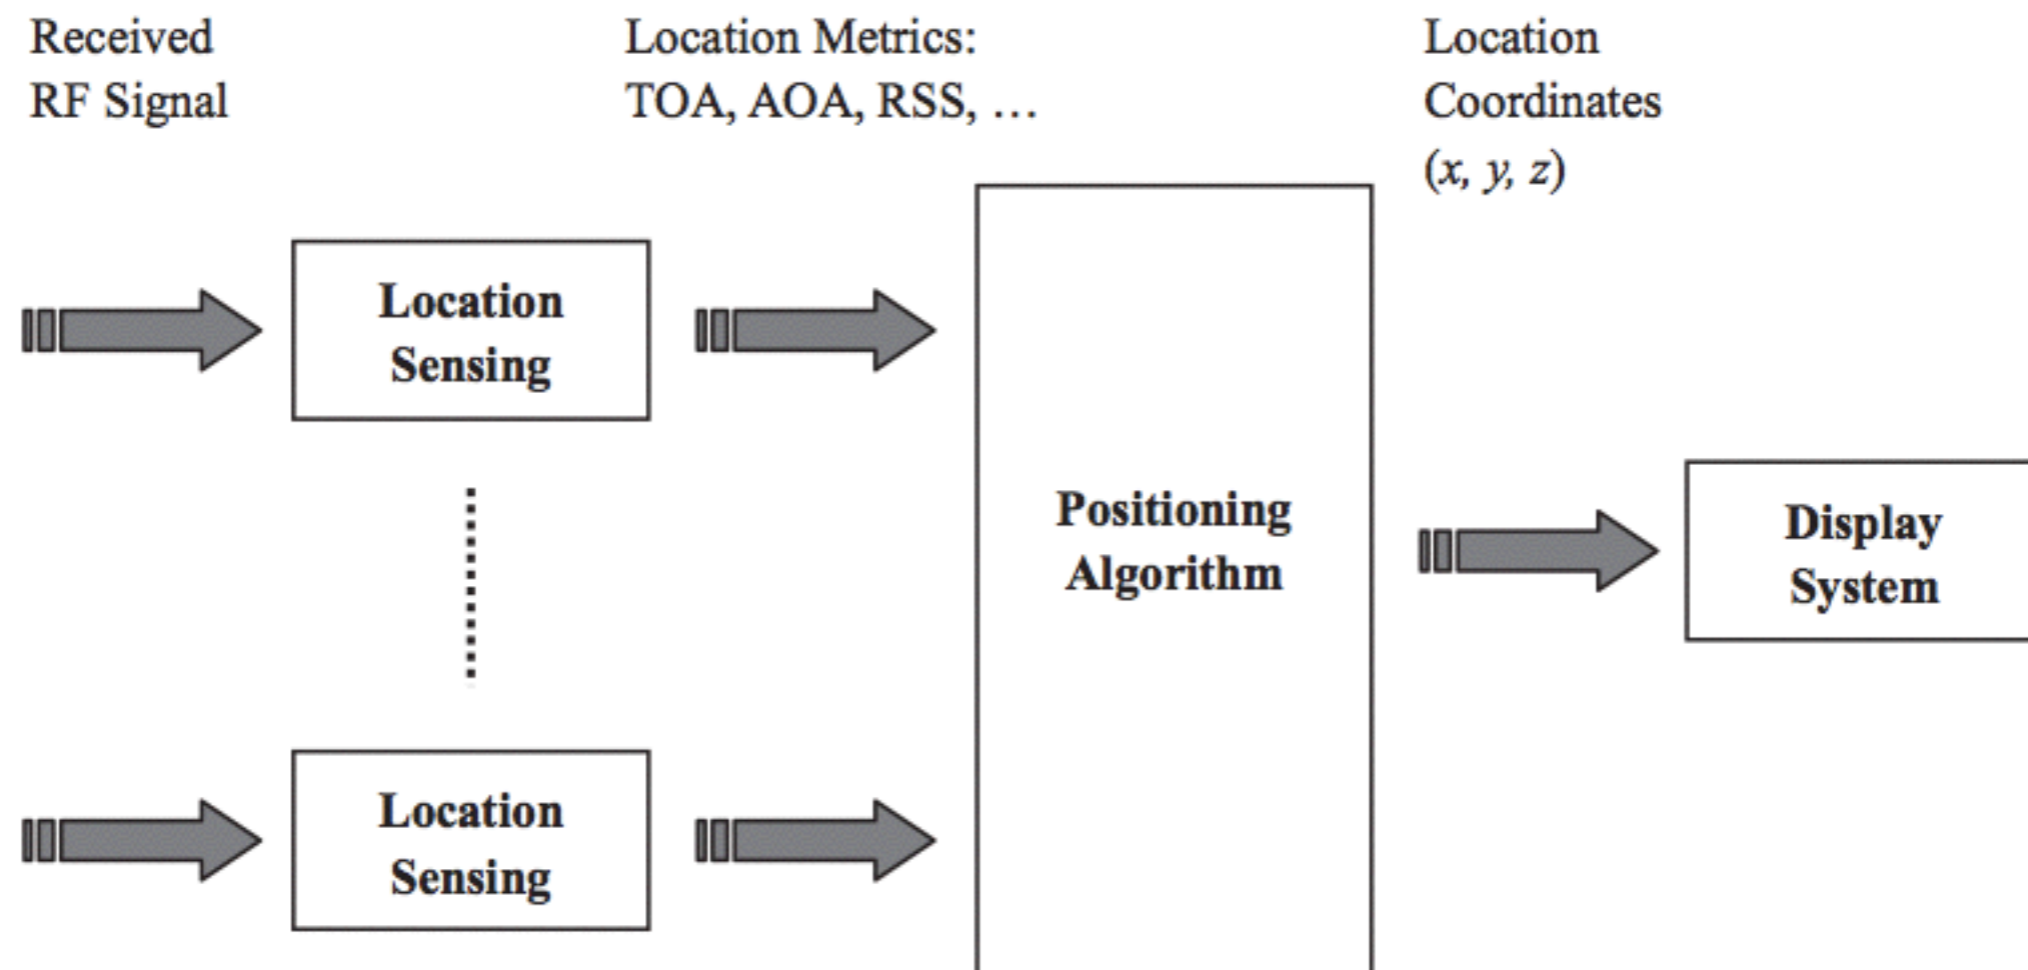 Received
RF Signal
Location Metrics:
TOA, AOA, RSS, …
Location
Coordinates
(x, y, z)
Location
Sensing
Positioning
Algorithm
Display
System
Location
Sensing